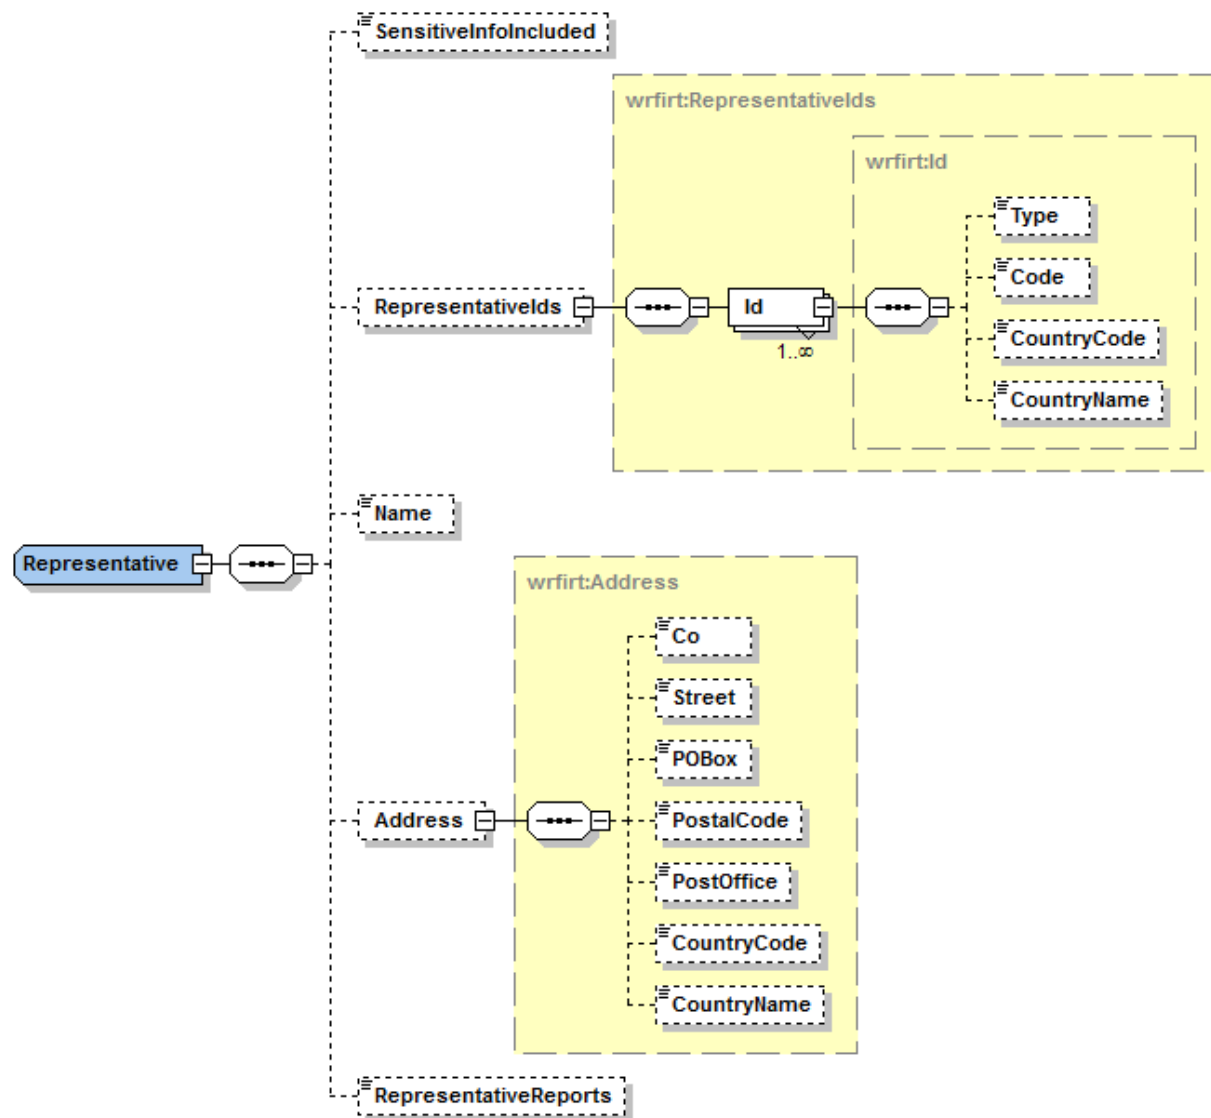 SensitiveInfoIncluded
wrfirt:RepresentativeIds
wrfirt:Id
Type
Code
RepresentativeIds
Id
1..∞
CountryCode
CountryName
Name
Representative
wrfirt:Address
Co
Street
POBox
Address
PostalCode
PostOffice
CountryCode
CountryName
RepresentativeReports